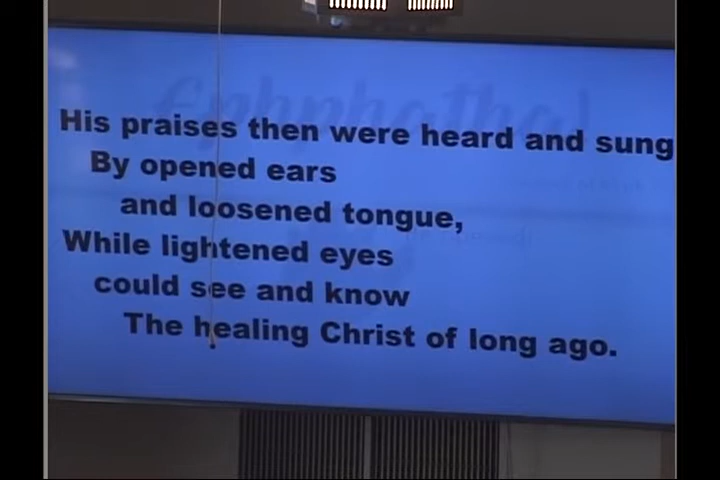 Ephphatha!
His praises then were heard and sung
By opened ears
and loosened tongue,
While lightened eyes
could see and know
The healing Christ of long ago.